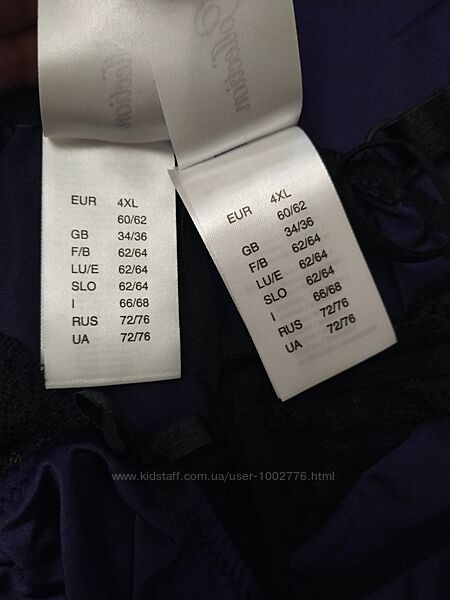 EUR 4XL
60/62
GB 34/36
F/B 62/64
LU/E 62/64
SLO 62/64
I 66/68
RUS 72/76
UA 72/76
EUR 4XL
60/62
GB 34/36
F/B 62/64
LU/E 62/64
SLO 62/64
I 66/68
RUS 72/76
UA 72/76
www.kidstaff.com.ua/user-1002776.html